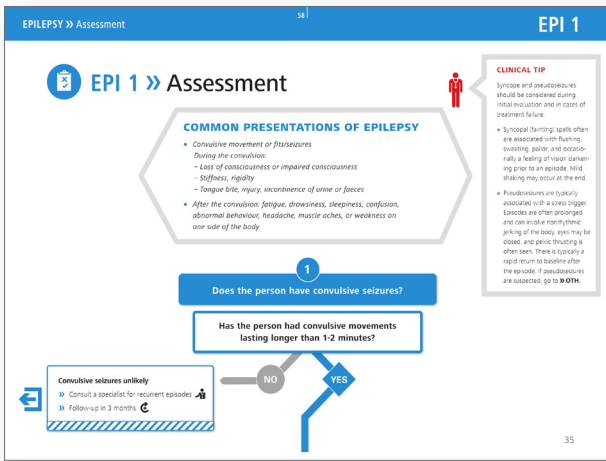 EPILEPSY » Assessment
58
EPI 1
EPI 1 » Assessment
COMMON PRESENTATIONS OF EPILEPSY
• Convulsive movement or fits/seizures
During the convulsion:
– Loss of consciousness or impaired consciousness
– Stiffness, rigidity
– Tongue bite, injury, incontinence of urine or faeces
• After the convulsion: fatigue, drowsiness, sleepiness, confusion,
abnormal behaviour, headache, muscle aches, or weakness on
one side of the body
CLINICAL TIP
Syncope and pseudoseizures
should be considered during
initial evaluation and in cases of
treatment failure
» Syncopal (fainting) spells often
are associated with flushing,
sweating, pallor, and occasio-
nally a feeling of vision darken-
ing prior to an episode. Mild
shaking may occur at the end.
» Pseudoseizures are typically
associated with a stress trigger.
Episodes are often prolonged
and can involve nonrhythmic
jerking of the body, eyes may be
closed, and pelvic thrusting is
often seen. There is typically a
rapid return to baseline after
the episode. If pseudoseizures
are suspected, go to » OTH.
1
Does the person have convulsive seizures?
Has the person had convulsive movements
lasting longer than 1-2 minutes?
NO
YES
Convulsive seizures unlikely
» Consult a specialist for recurrent episodes
» Follow-up in 3 months
35